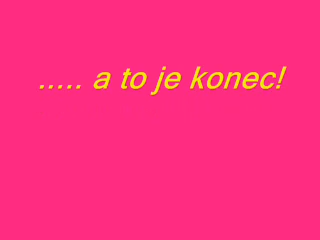 ..... a to je konec!